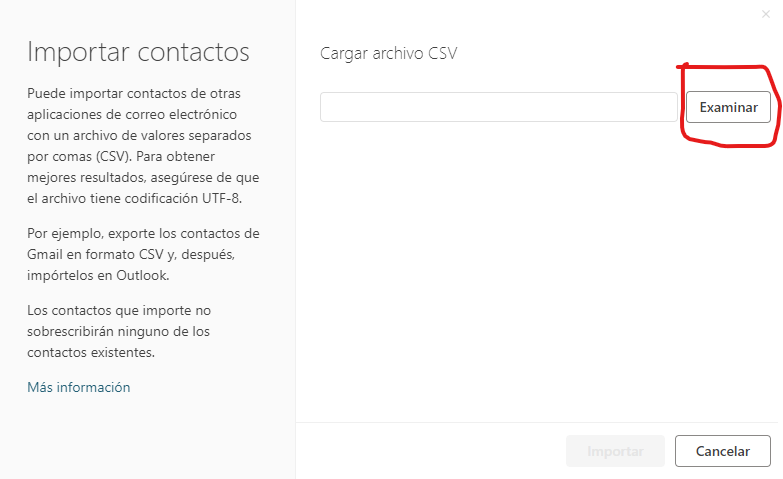 Importar contactos
Puede importar contactos de otras
aplicaciones de correo electrónico
con un archivo de valores separados
por comas (CSV). Para obtener
mejores resultados, asegúrese de que
el archivo tiene codificación UTF-8.
Por ejemplo, exporte los contactos de
Gmail en formato CSV y, después,
impórtelos en Outlook.
Los contactos que importe no
sobrescribirán ninguno de los
contactos existentes.
Más información
Cargar archivo CSV
Examinar
Importar
Cancelar